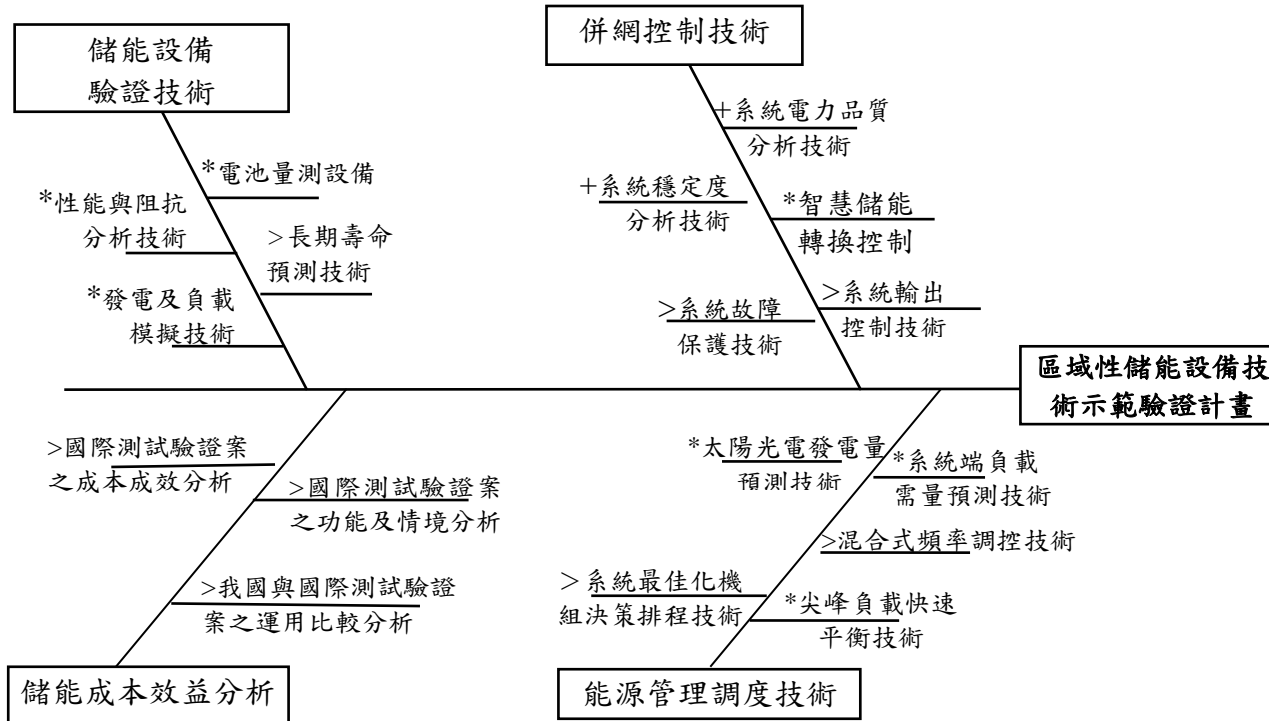 儲能設備
驗證技術
*電池量測設備
*性能與阻抗
分析技術
>長期壽命
預測技術
*發電及負載
模擬技術
併網控制技術
+系統電力品質
分析技術
+系統穩定度
分析技術
*智慧儲能
轉換控制
>系統故障
保護技術
>系統輸出
控制技術
區域性儲能設備技
術示範驗證計畫
>國際測試驗證案
之成本成效分析
>國際測試驗證案
之功能及情境分析
>我國與國際測試驗證
案之運用比較分析
儲能成本效益分析
*太陽光電發電量
預測技術
*系統端負載
需量預測技術
>混合式頻率調控技術
>系統最佳化機
組決策排程技術
*尖峰負載快速
平衡技術
能源管理調度技術